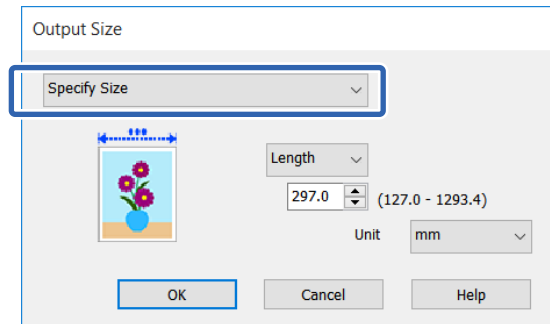 Output Size
Specify Size
Length
297.0 (127.0 - 1293.4)
Unit mm
OK Cancel Help